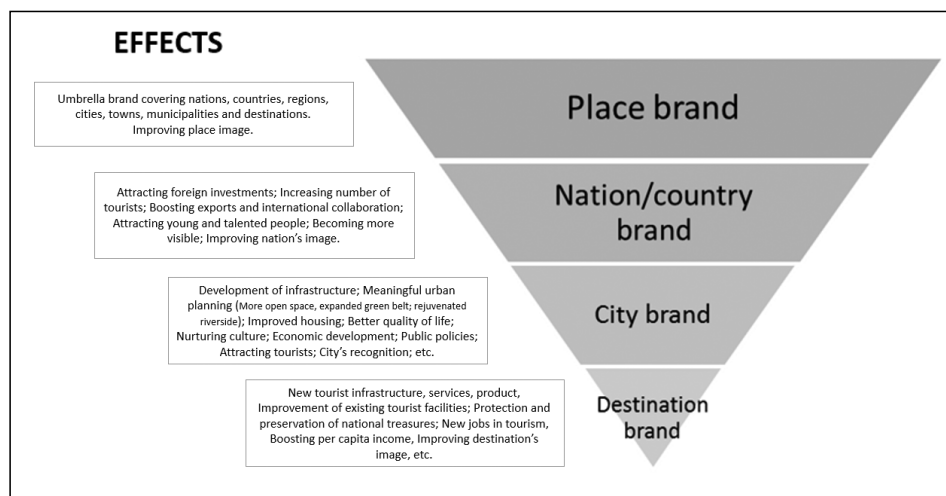 EFFECTS
Umbrella brand covering nations, countries, regions,
cities, towns, municipalities and destinations.
Improving place image.
Place brand
Attracting foreign investments; Increasing number of
tourists; Boosting exports and international collaboration;
Attracting young and talented people; Becoming more
visible; Improving nation's image.
Nation/country
brand
Development of infrastructure; Meaningful urban
planning (More open space, expanded green belt; rejuvenated
riverside); Improved housing; Better quality of life;
Nurturing culture; Economic development; Public policies;
Attracting tourists; City's recognition; etc.
City brand
New tourist infrastructure, services, product,
Improvement of existing tourist facilities; Protection and
preservation of national treasures; New jobs in tourism,
Boosting per capita income, Improving destination's
image, etc.
Destination
brand